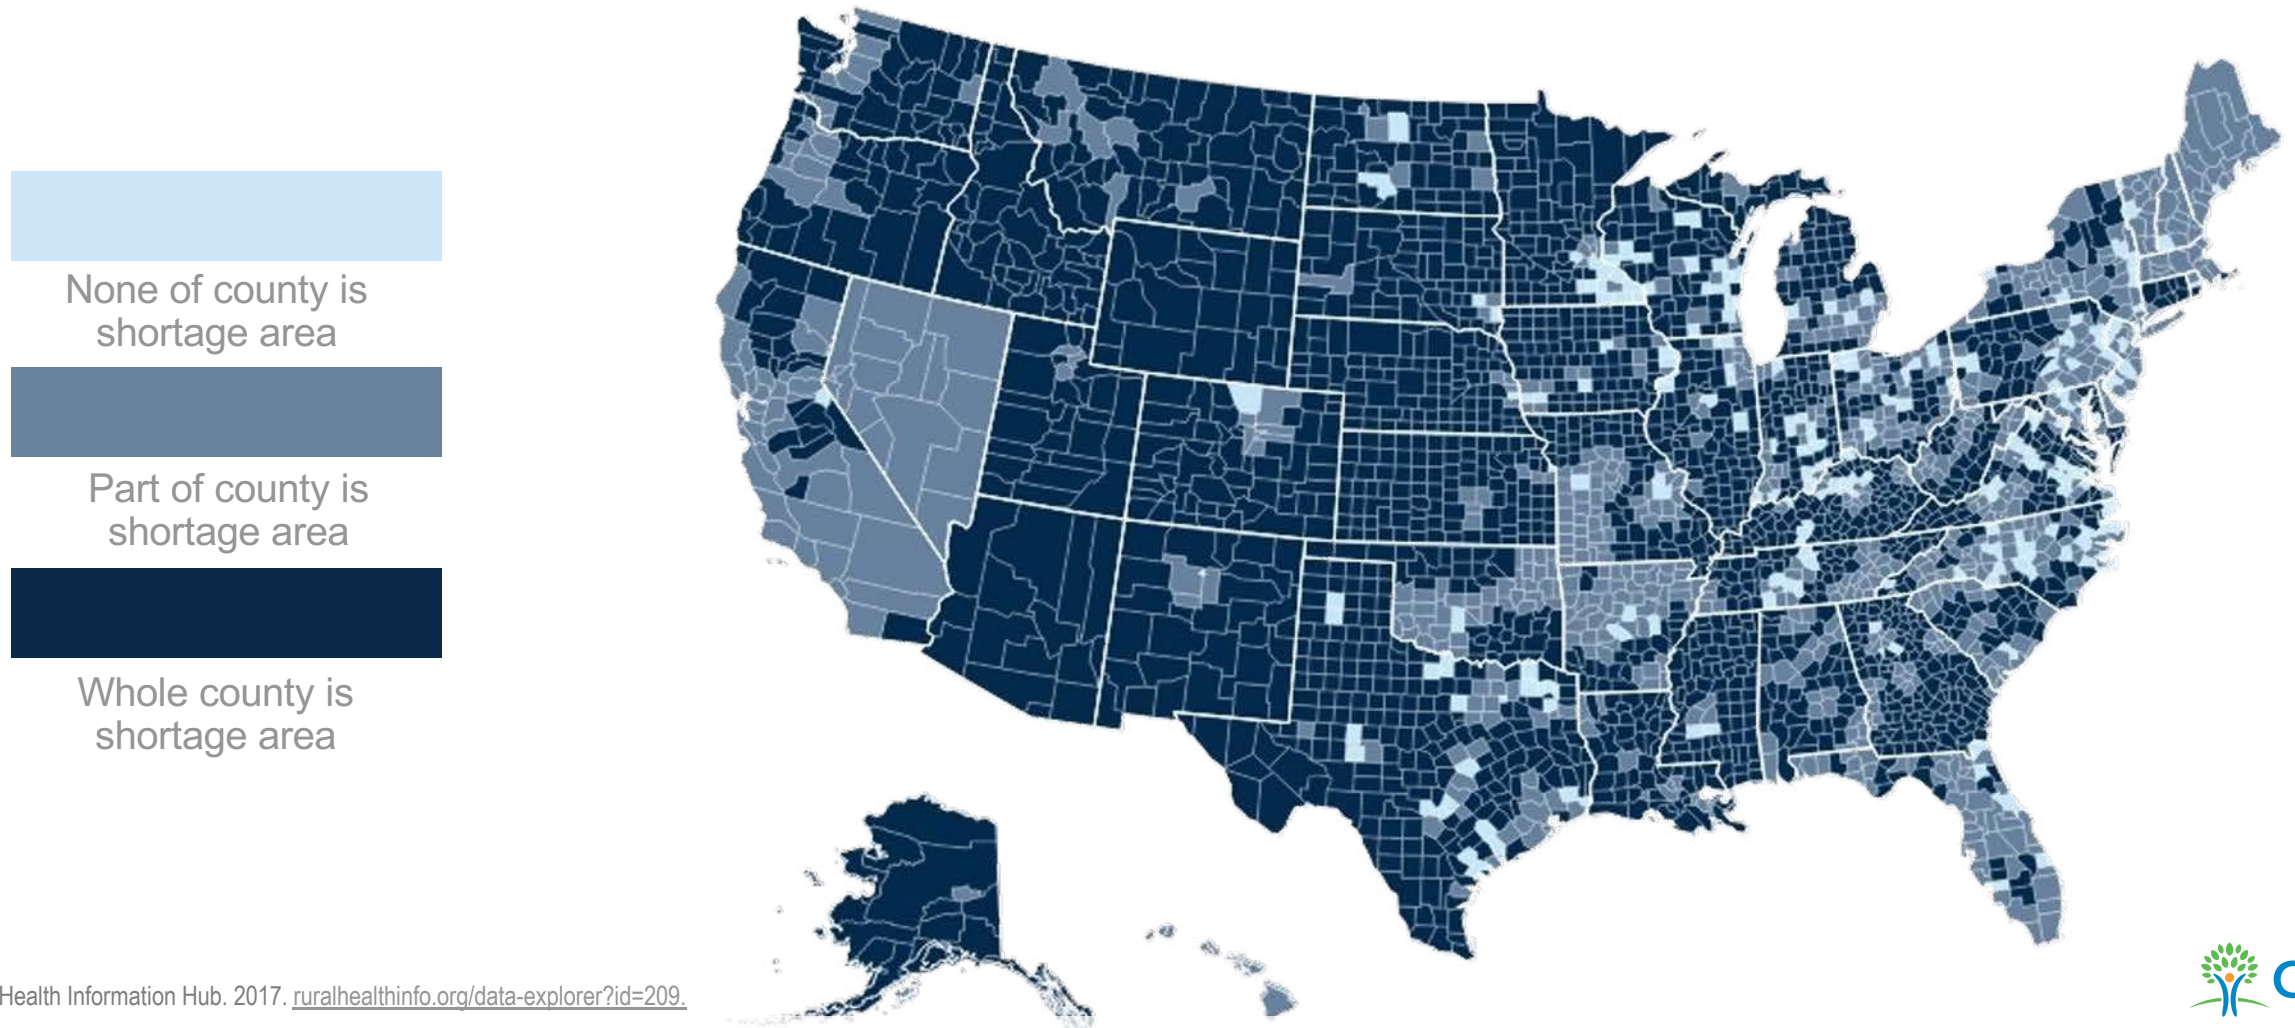 None of county is
shortage area
Part of county is
shortage area
Whole county is
shortage area
Health Information Hub. 2017. ruralhealthinfo.org/data-explorer?id=209.